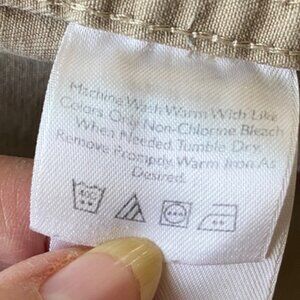 Machine Wash Warm With Like
Colors. Only Non-Chlorine Bleach
When Needed. Tumble Dry.
Remove Promptly. Warm Iron As
Desired.